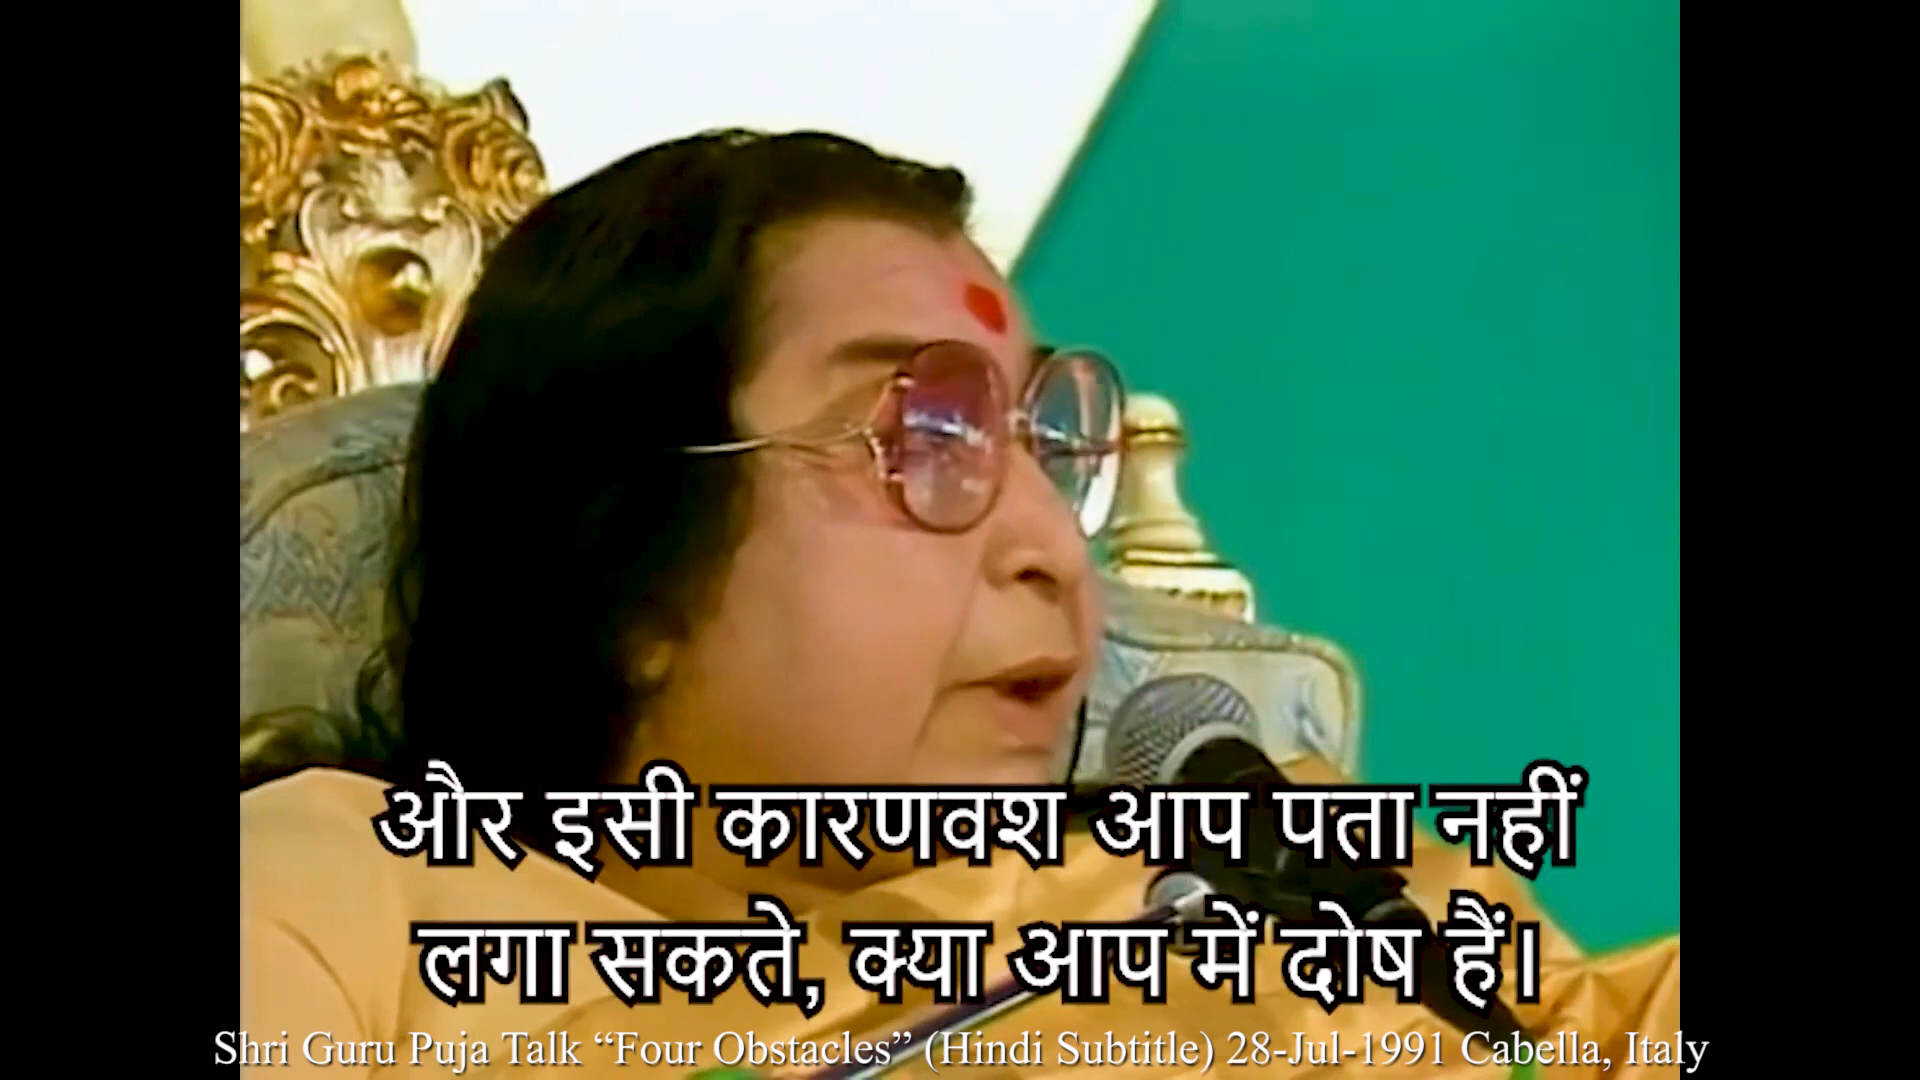 और इसी कारणवश आप पता नहीं
लगा सकते, क्या आप में दोष हैं।
Shri Guru Puja Talk “Four Obstacles” (Hindi Subtitle) 28-Jul-1991 Cabella, Italy